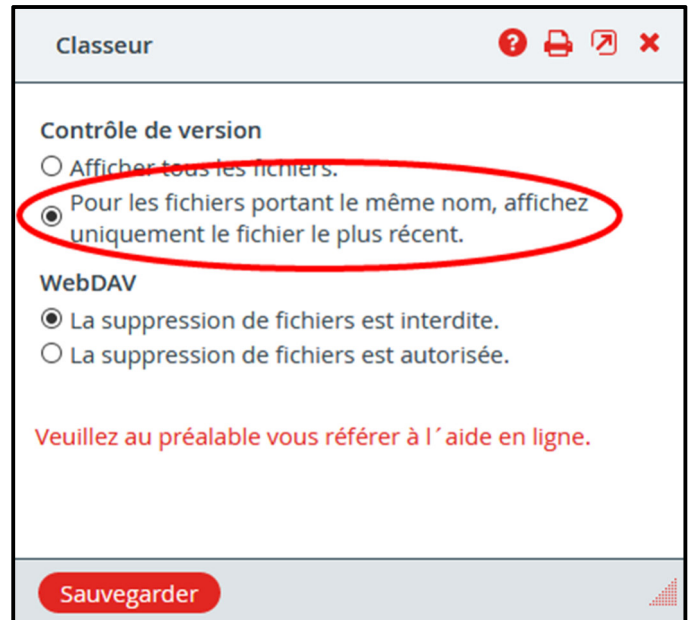 Classeur
Contrôle de version
Afficher tous les fichiers.
Pour les fichiers portant le même nom, affichez
uniquement le fichier le plus récent.
WebDAV
La suppression de fichiers est interdite.
La suppression de fichiers est autorisée.
Veuillez au préalable vous référer à l´aide en ligne.
Sauvegarder